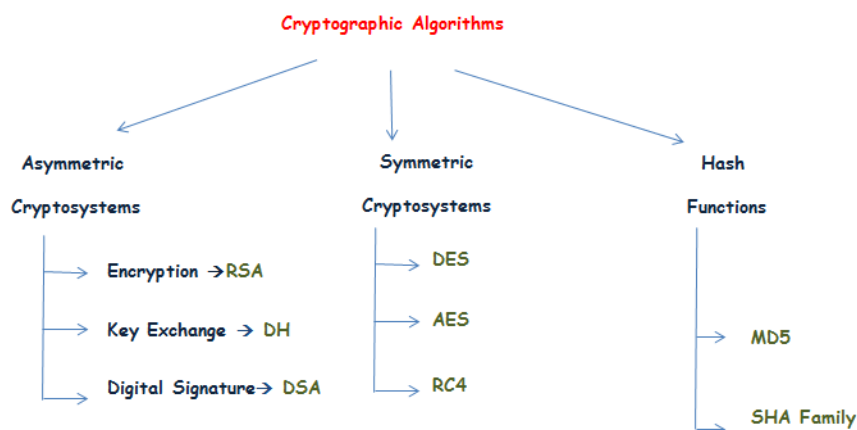 Cryptographic Algorithms
Asymmetric
Cryptosystems
Encryption →RSA
Key Exchange → DH
Digital Signature→ DSA
Symmetric
Cryptosystems
DES
AES
RC4
Hash
Functions
MD5
SHA Family